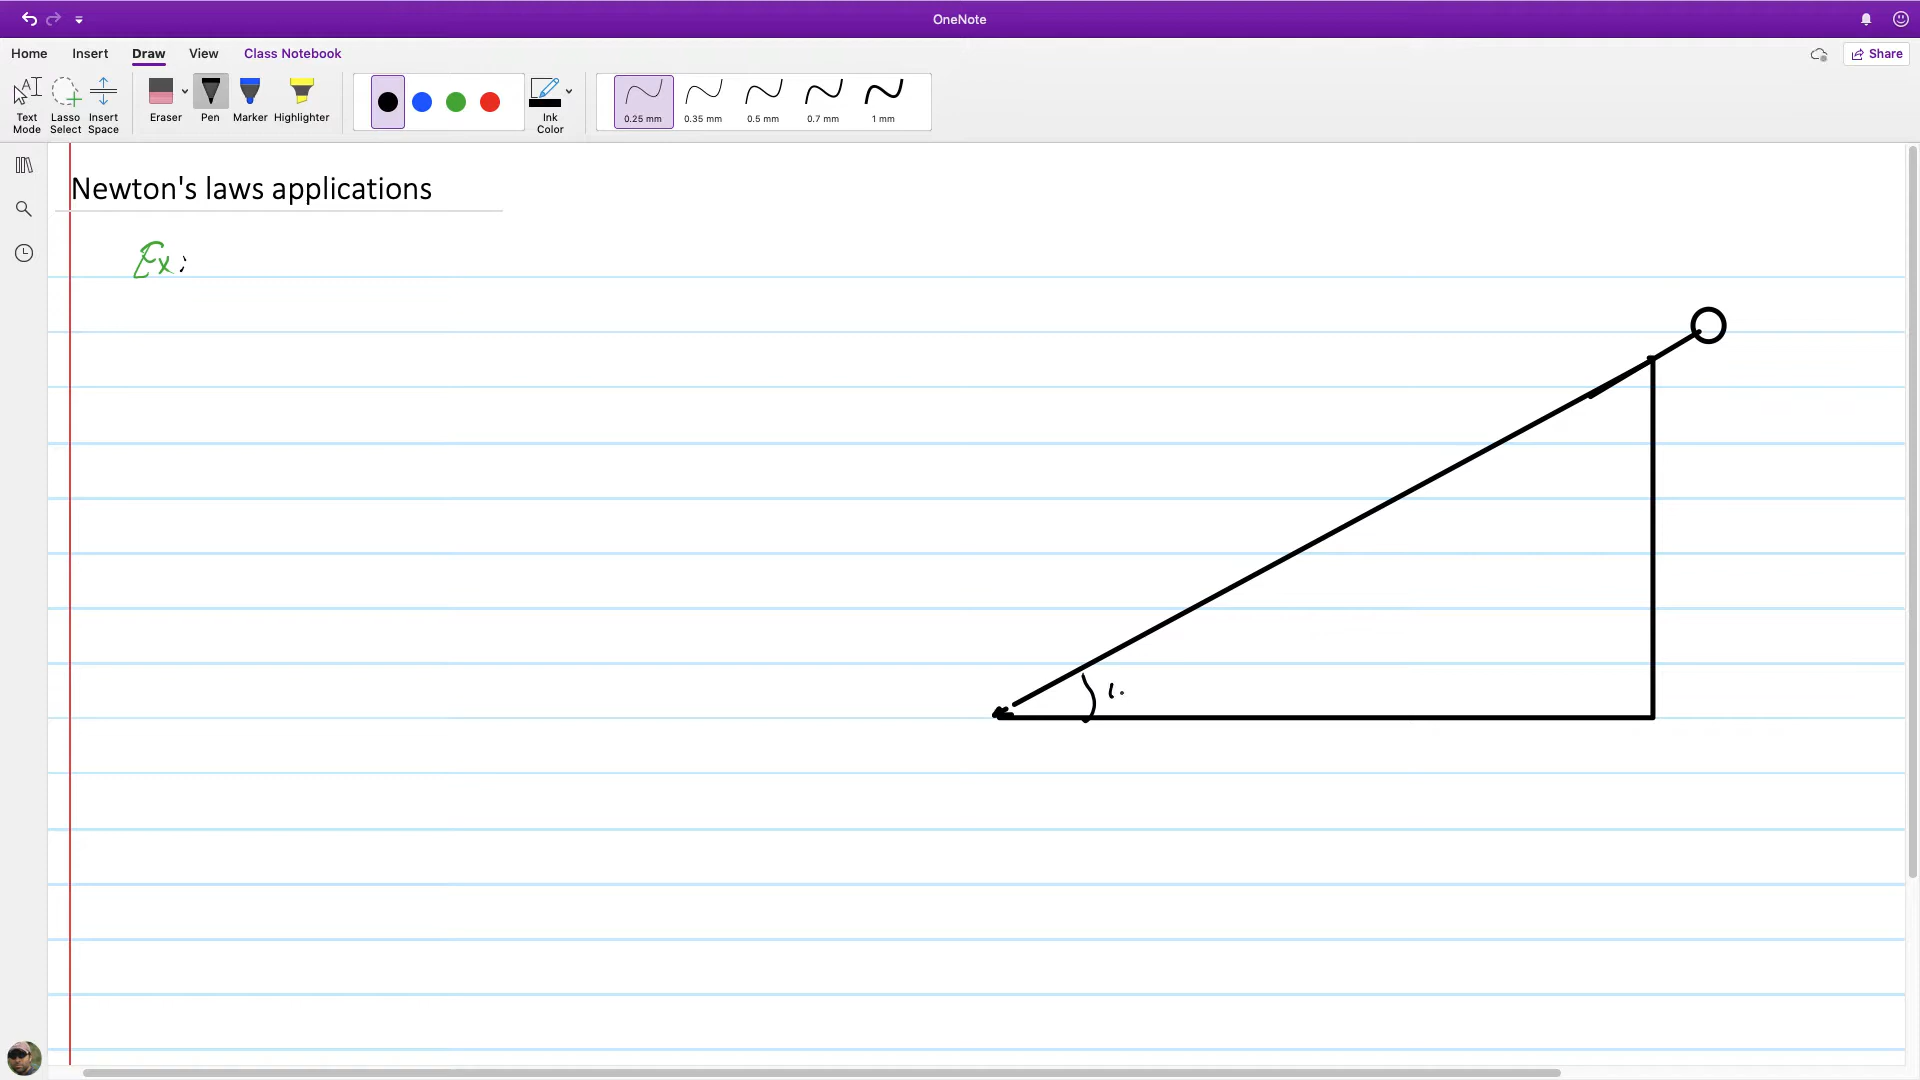 OneNote
Home Insert Draw View Class Notebook
Share
Text Mode
Lasso Select
Insert Space
Eraser
Pen
Marker
Highlighter
Ink Color
0.25 mm
0.35 mm
0.5 mm
0.7 mm
1 mm
Newton's laws applications
Ex: